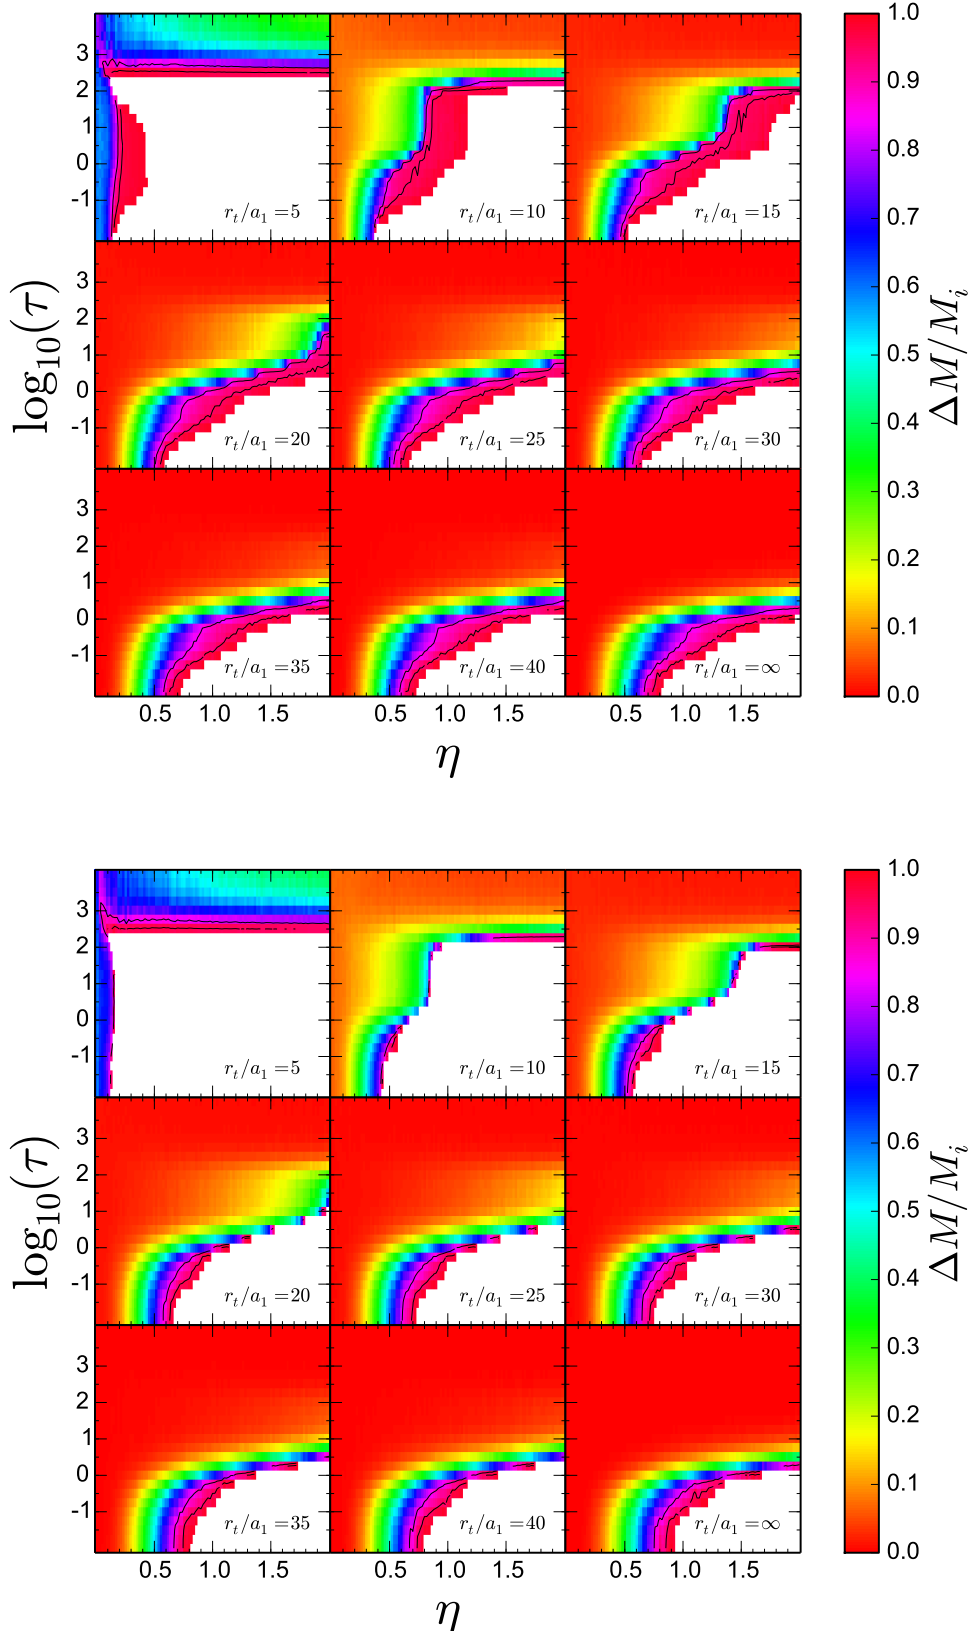 3
2
1
0
-1
r_t/a_1 = 5
r_t/a_1 = 10
r_t/a_1 = 15
3
2
1
0
-1
r_t/a_1 = 20
r_t/a_1 = 25
r_t/a_1 = 30
3
2
1
0
-1
r_t/a_1 = 35
r_t/a_1 = 40
r_t/a_1 = ∞
0.5 1.0 1.5 0.5 1.0 1.5 0.5 1.0 1.5
log₁₀(τ)
η
1.0
0.9
0.8
0.7
0.6
0.5
0.4
0.3
0.2
0.1
0.0
ΔM/M_i
3
2
1
0
-1
r_t/a_1 = 5
r_t/a_1 = 10
r_t/a_1 = 15
3
2
1
0
-1
r_t/a_1 = 20
r_t/a_1 = 25
r_t/a_1 = 30
3
2
1
0
-1
r_t/a_1 = 35
r_t/a_1 = 40
r_t/a_1 = ∞
0.5 1.0 1.5 0.5 1.0 1.5 0.5 1.0 1.5
log₁₀(τ)
η
1.0
0.9
0.8
0.7
0.6
0.5
0.4
0.3
0.2
0.1
0.0
ΔM/M_i